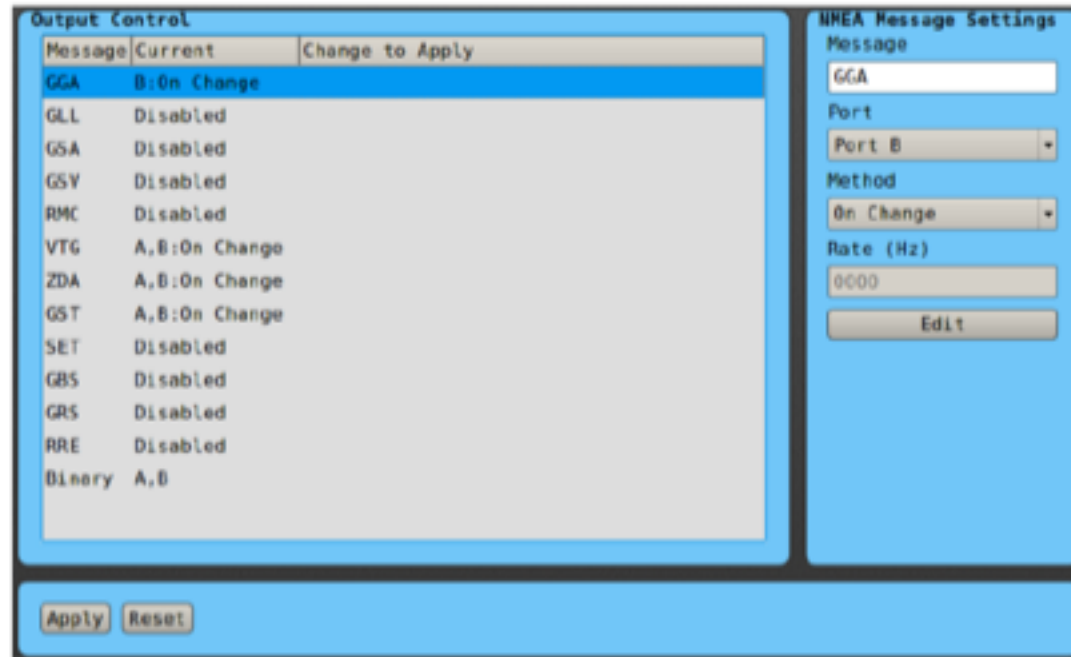 Output Control
Message Current Change to Apply
GGA B:On Change
GLL Disabled
GSA Disabled
GSV Disabled
RMC Disabled
VTG A,B:On Change
ZDA A,B:On Change
GST A,B:On Change
SET Disabled
GBS Disabled
GRS Disabled
RRE Disabled
Binary A,B
NMEA Message Settings
Message
GGA
Port
Port B
Method
On Change
Rate (Hz)
0000
Edit
Apply Reset